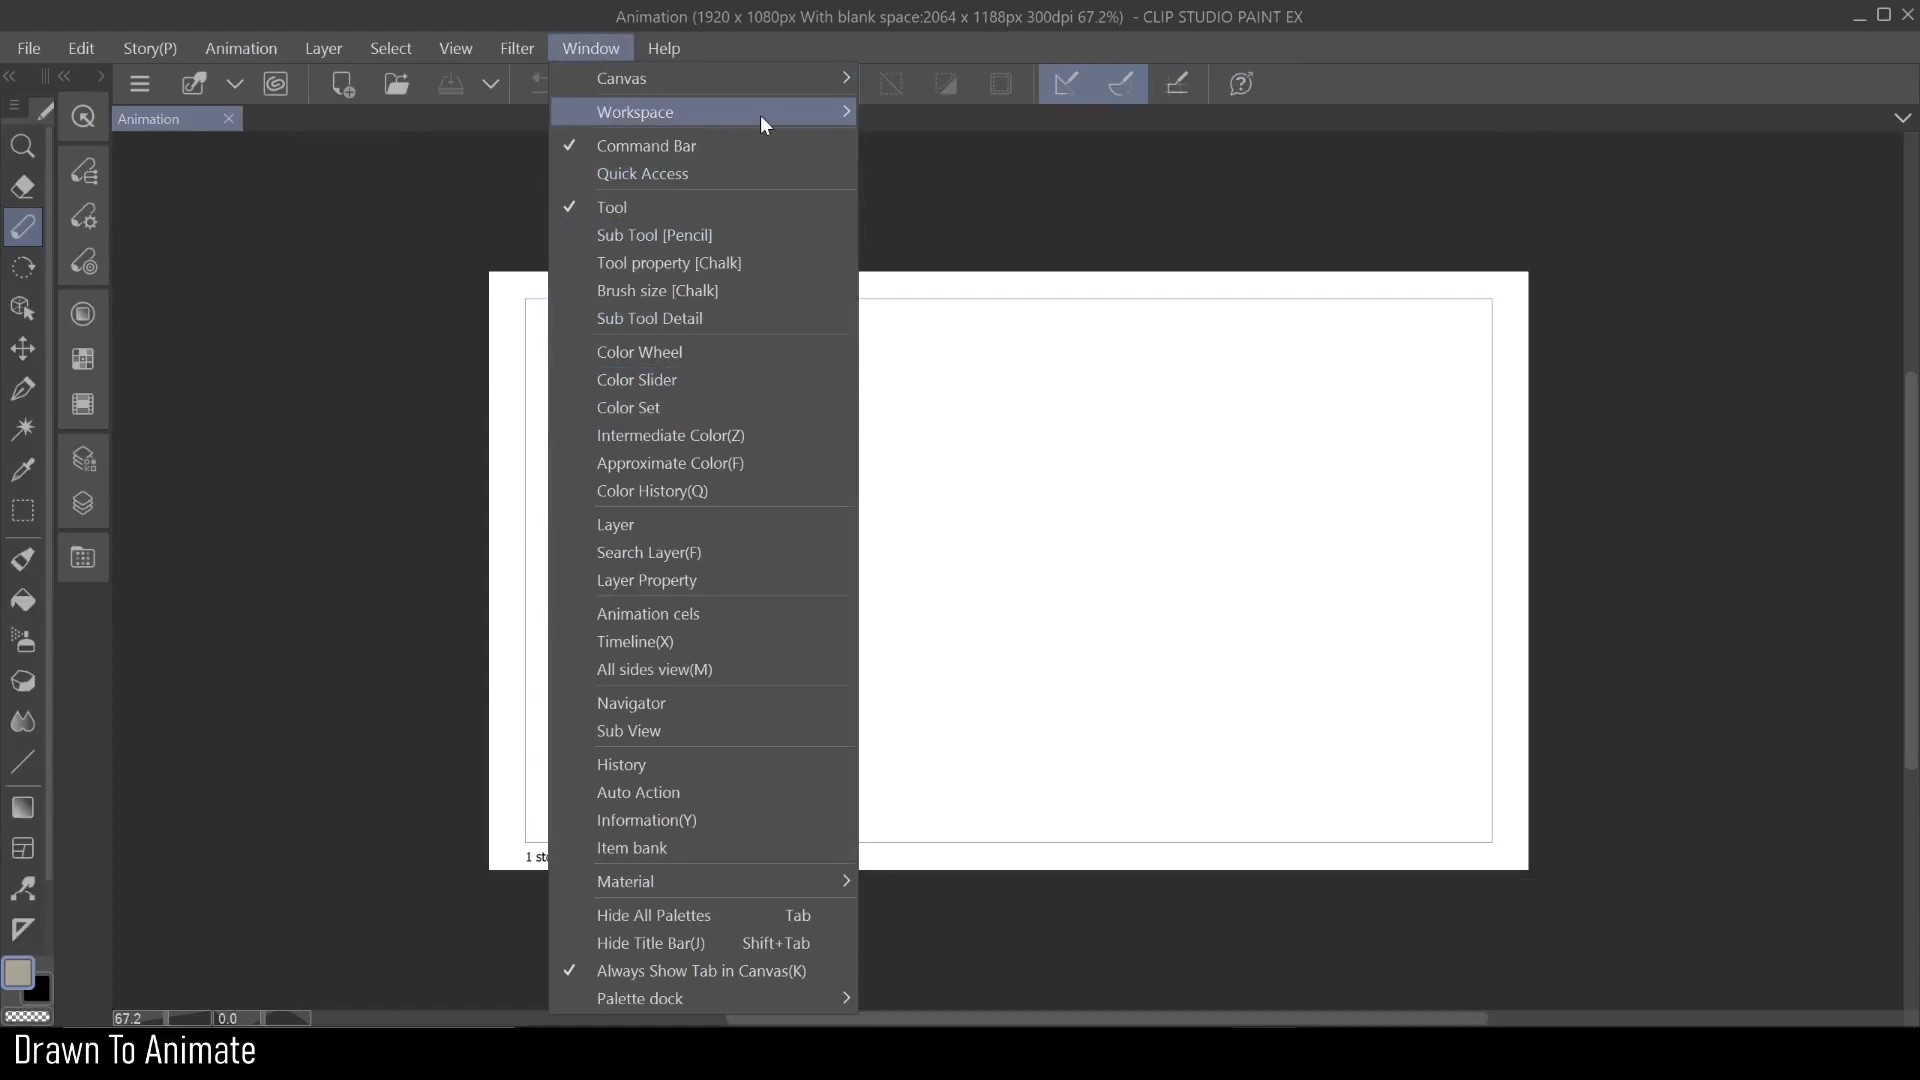 Animation (1920 x 1080px With blank space:2064 x 1188px 300dpi 67.2%) - CLIP STUDIO PAINT EX
File Edit Story(P) Animation Layer Select View Filter Window Help
Animation
Canvas
Workspace
Command Bar
Quick Access
Tool
Sub Tool [Pencil]
Tool property [Chalk]
Brush size [Chalk]
Sub Tool Detail
Color Wheel
Color Slider
Color Set
Intermediate Color(Z)
Approximate Color(F)
Color History(Q)
Layer
Search Layer(F)
Layer Property
Animation cels
Timeline(X)
All sides view(M)
Navigator
Sub View
History
Auto Action
Information(Y)
Item bank
Material
Hide All Palettes Tab
Hide Title Bar(J) Shift+Tab
Always Show Tab in Canvas(K)
Palette dock
1
67.2 0.0
Drawn To Animate